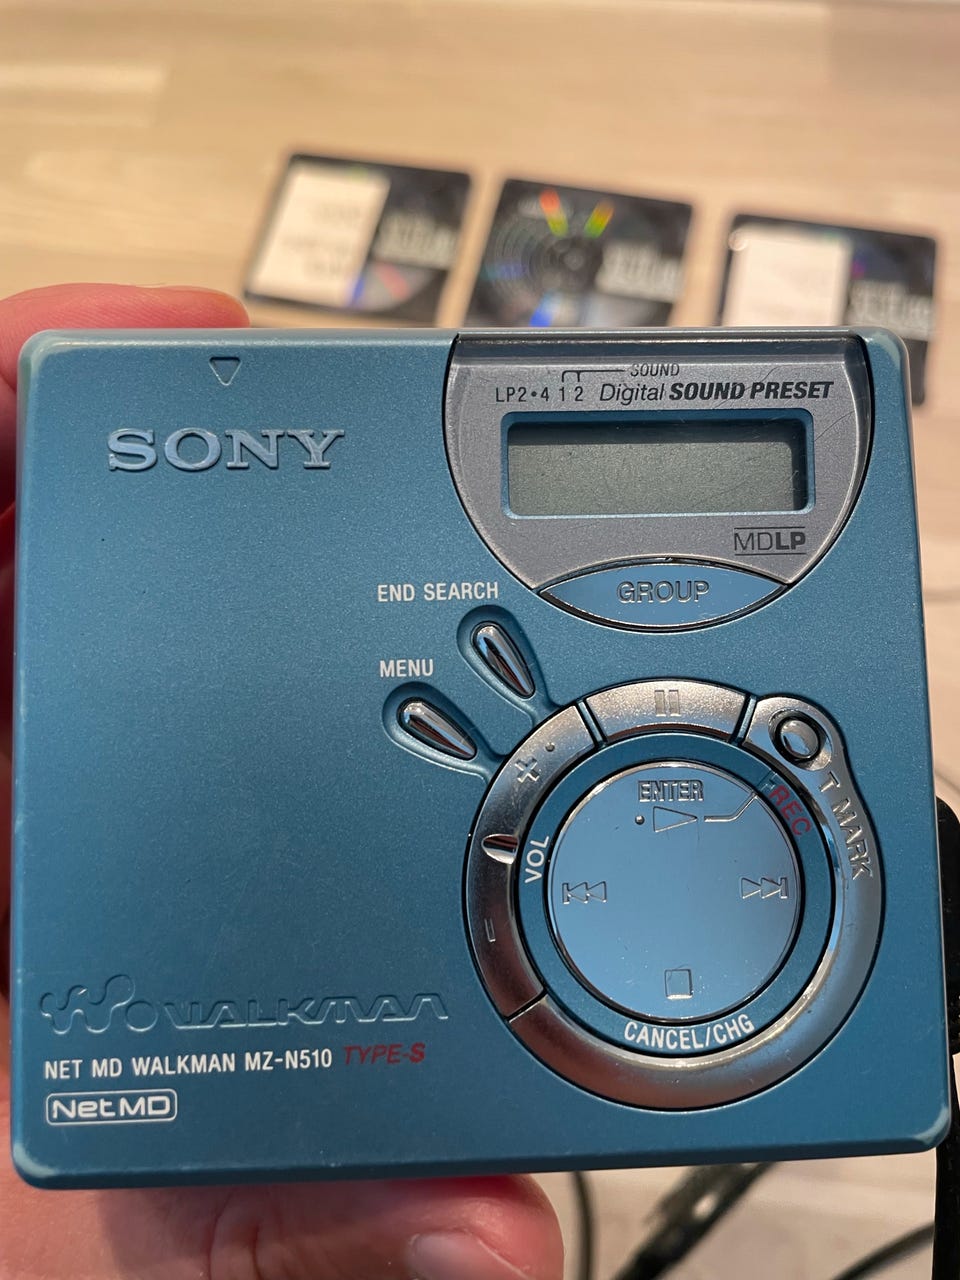 SOUND
LP2•4 1 2 Digital SOUND PRESET
SONY
MDLP
GROUP
END SEARCH
MENU
ENTER
REC
T MARK
+
VOL
-
CANCEL/CHG
WALKMAN
NET MD WALKMAN MZ-N510 TYPE-S
NetMD